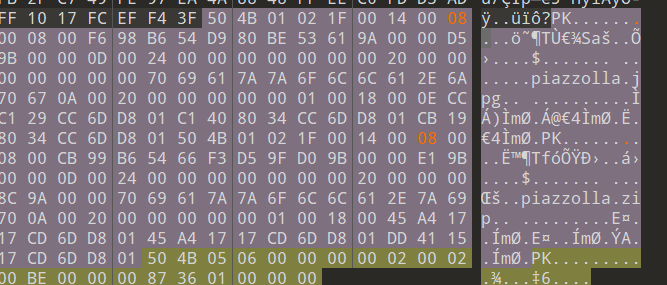 FF 10 17 FC EF F4 3F 50 4B 01 02 1F 00 14 00 08 ÿ..üïô?PK.......
00 08 00 F6 98 B6 54 D9 80 BE 53 61 9A 00 00 D5 ...ö˜¶TÙ€¾Saš..Õ
9B 00 00 0D 00 24 00 00 00 00 00 00 00 20 00 00 ›....$....... ..
00 00 00 00 00 70 69 61 7A 7A 6F 6C 6C 61 2E 6A .....piazzolla.j
70 67 0A 00 20 00 00 00 00 00 01 00 18 00 0E CC pg.. ..........Ì
C1 29 CC 6D D8 01 C1 40 80 34 CC 6D D8 01 CB 19 Á)ÌmØ.Á@€4ÌmØ.Ë.
80 34 CC 6D D8 01 50 4B 01 02 1F 00 14 00 08 00 €4ÌmØ.PK........
08 00 CB 99 B6 54 66 F3 D5 9F D0 9B 00 00 E1 9B ..Ë™¶TfóÕŸÐ›..á›
00 00 0D 00 24 00 00 00 00 00 00 00 20 00 00 00 ....$....... ...
8C 9A 00 00 70 69 61 7A 7A 6F 6C 6C 61 2E 7A 69 Œš..piazzolla.zi
70 0A 00 20 00 00 00 00 00 01 00 18 00 45 A4 17 p.. .........E¤.
17 CD 6D D8 01 45 A4 17 17 CD 6D D8 01 DD 41 15 .ÍmØ.E¤..ÍmØ.ÝA.
17 CD 6D D8 01 50 4B 05 06 00 00 00 00 02 00 02 .ÍmØ.PK.........
00 BE 00 00 00 87 36 01 00 00 00 .¾...‡6....